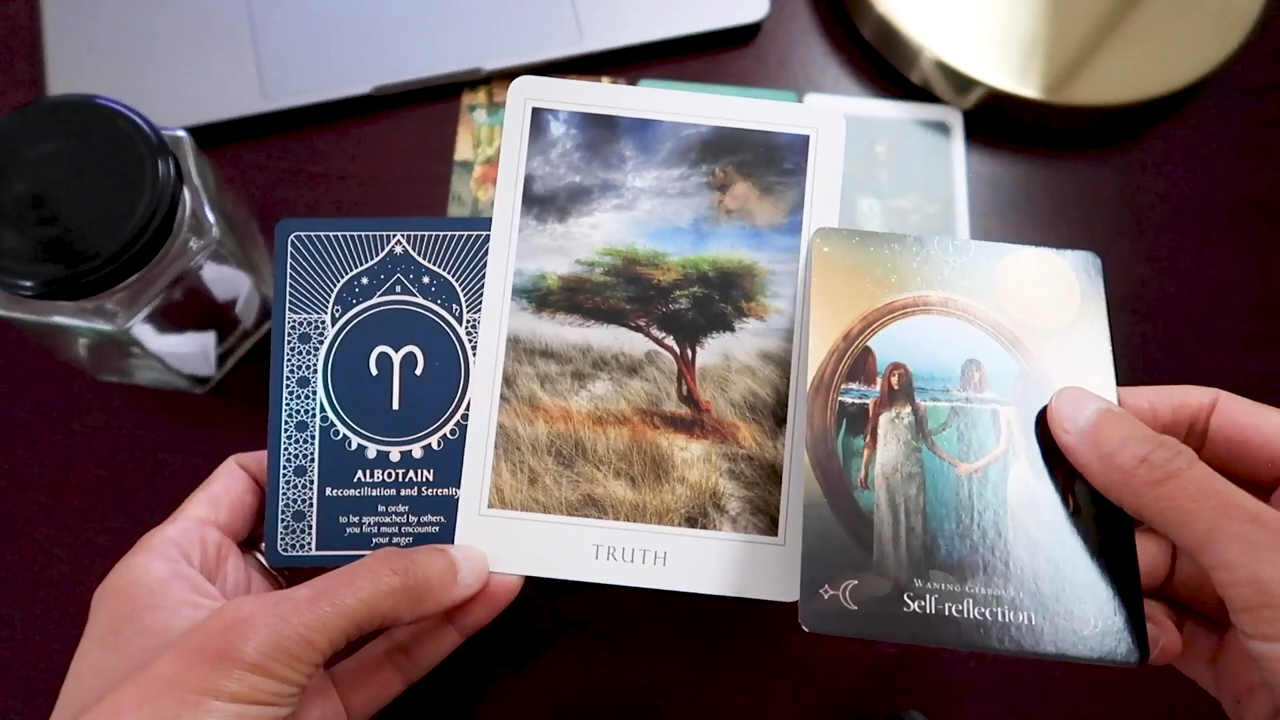 II
ALBOTAIN
Reconciliation and Serenity
In order
to be approached by others,
you first must encounter
your anger
TRUTH
WANING GIBBOUS I
Self-reflection